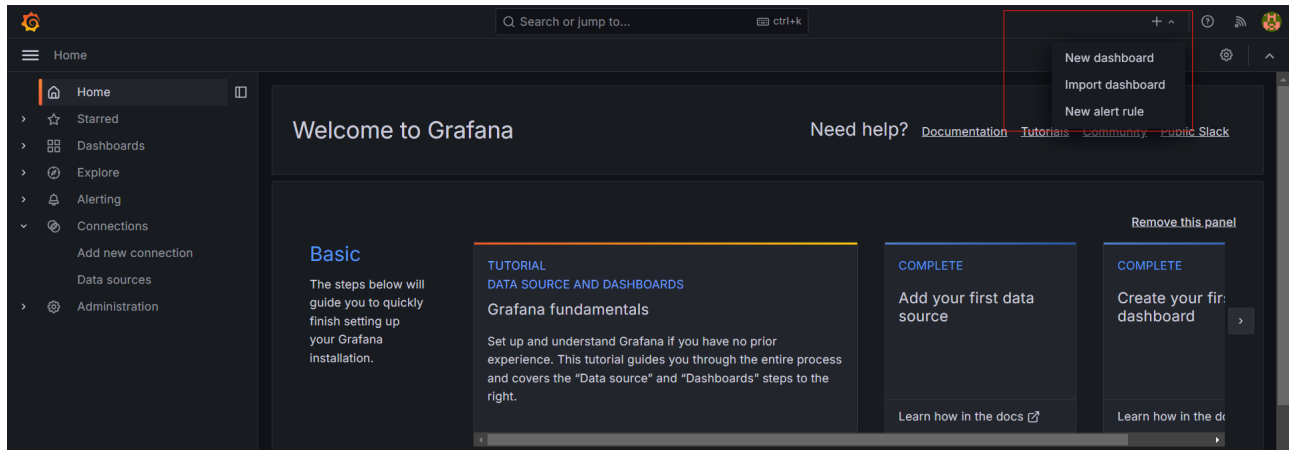 Search or jump to...
ctrl+k
Home
New dashboard
Import dashboard
New alert rule
Home
Starred
Dashboards
Explore
Alerting
Connections
Add new connection
Data sources
Administration
Welcome to Grafana
Need help?
Documentation
Tutorials
Community
Public Slack
Remove this panel
Basic
The steps below will
guide you to quickly
finish setting up
your Grafana
installation.
TUTORIAL
DATA SOURCE AND DASHBOARDS
Grafana fundamentals
Set up and understand Grafana if you have no prior
experience. This tutorial guides you through the entire process
and covers the “Data source” and “Dashboards” steps to the
right.
COMPLETE
Add your first data
source
Learn how in the docs
COMPLETE
Create your
dashboard
Learn how in the